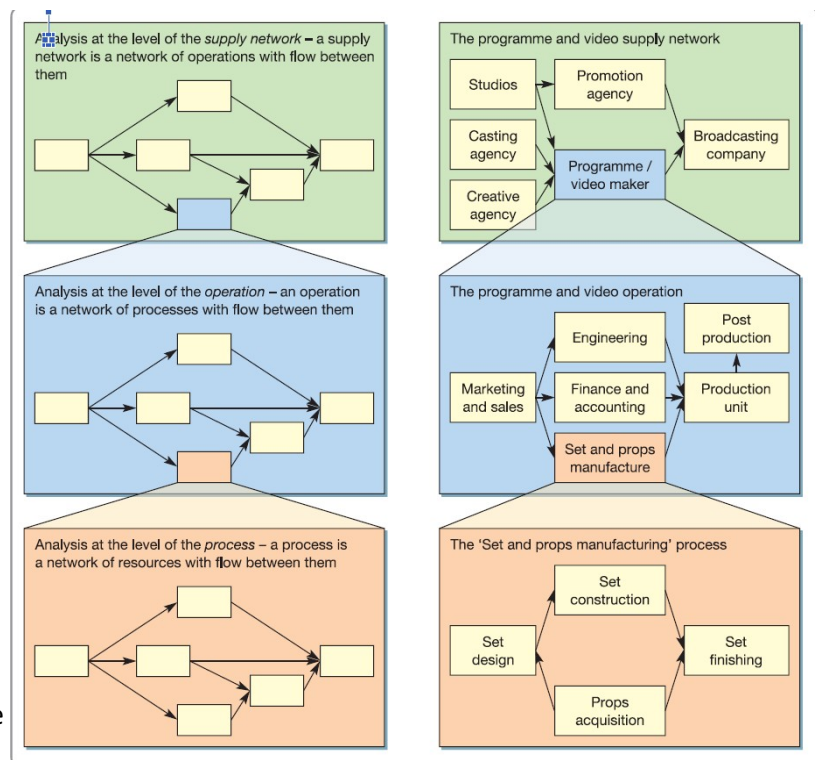 Analysis at the level of the supply network – a supply
network is a network of operations with flow between
them
The programme and video supply network
Studios
Promotion
agency
Casting
agency
Programme /
video maker
Broadcasting
company
Creative
agency
Analysis at the level of the operation – an operation
is a network of processes with flow between them
The programme and video operation
Engineering
Post
production
Marketing
and sales
Finance and
accounting
Production
unit
Set and props
manufacture
Analysis at the level of the process – a process is
a network of resources with flow between them
The ‘Set and props manufacturing’ process
Set
construction
Set
design
Set
finishing
Props
acquisition
e